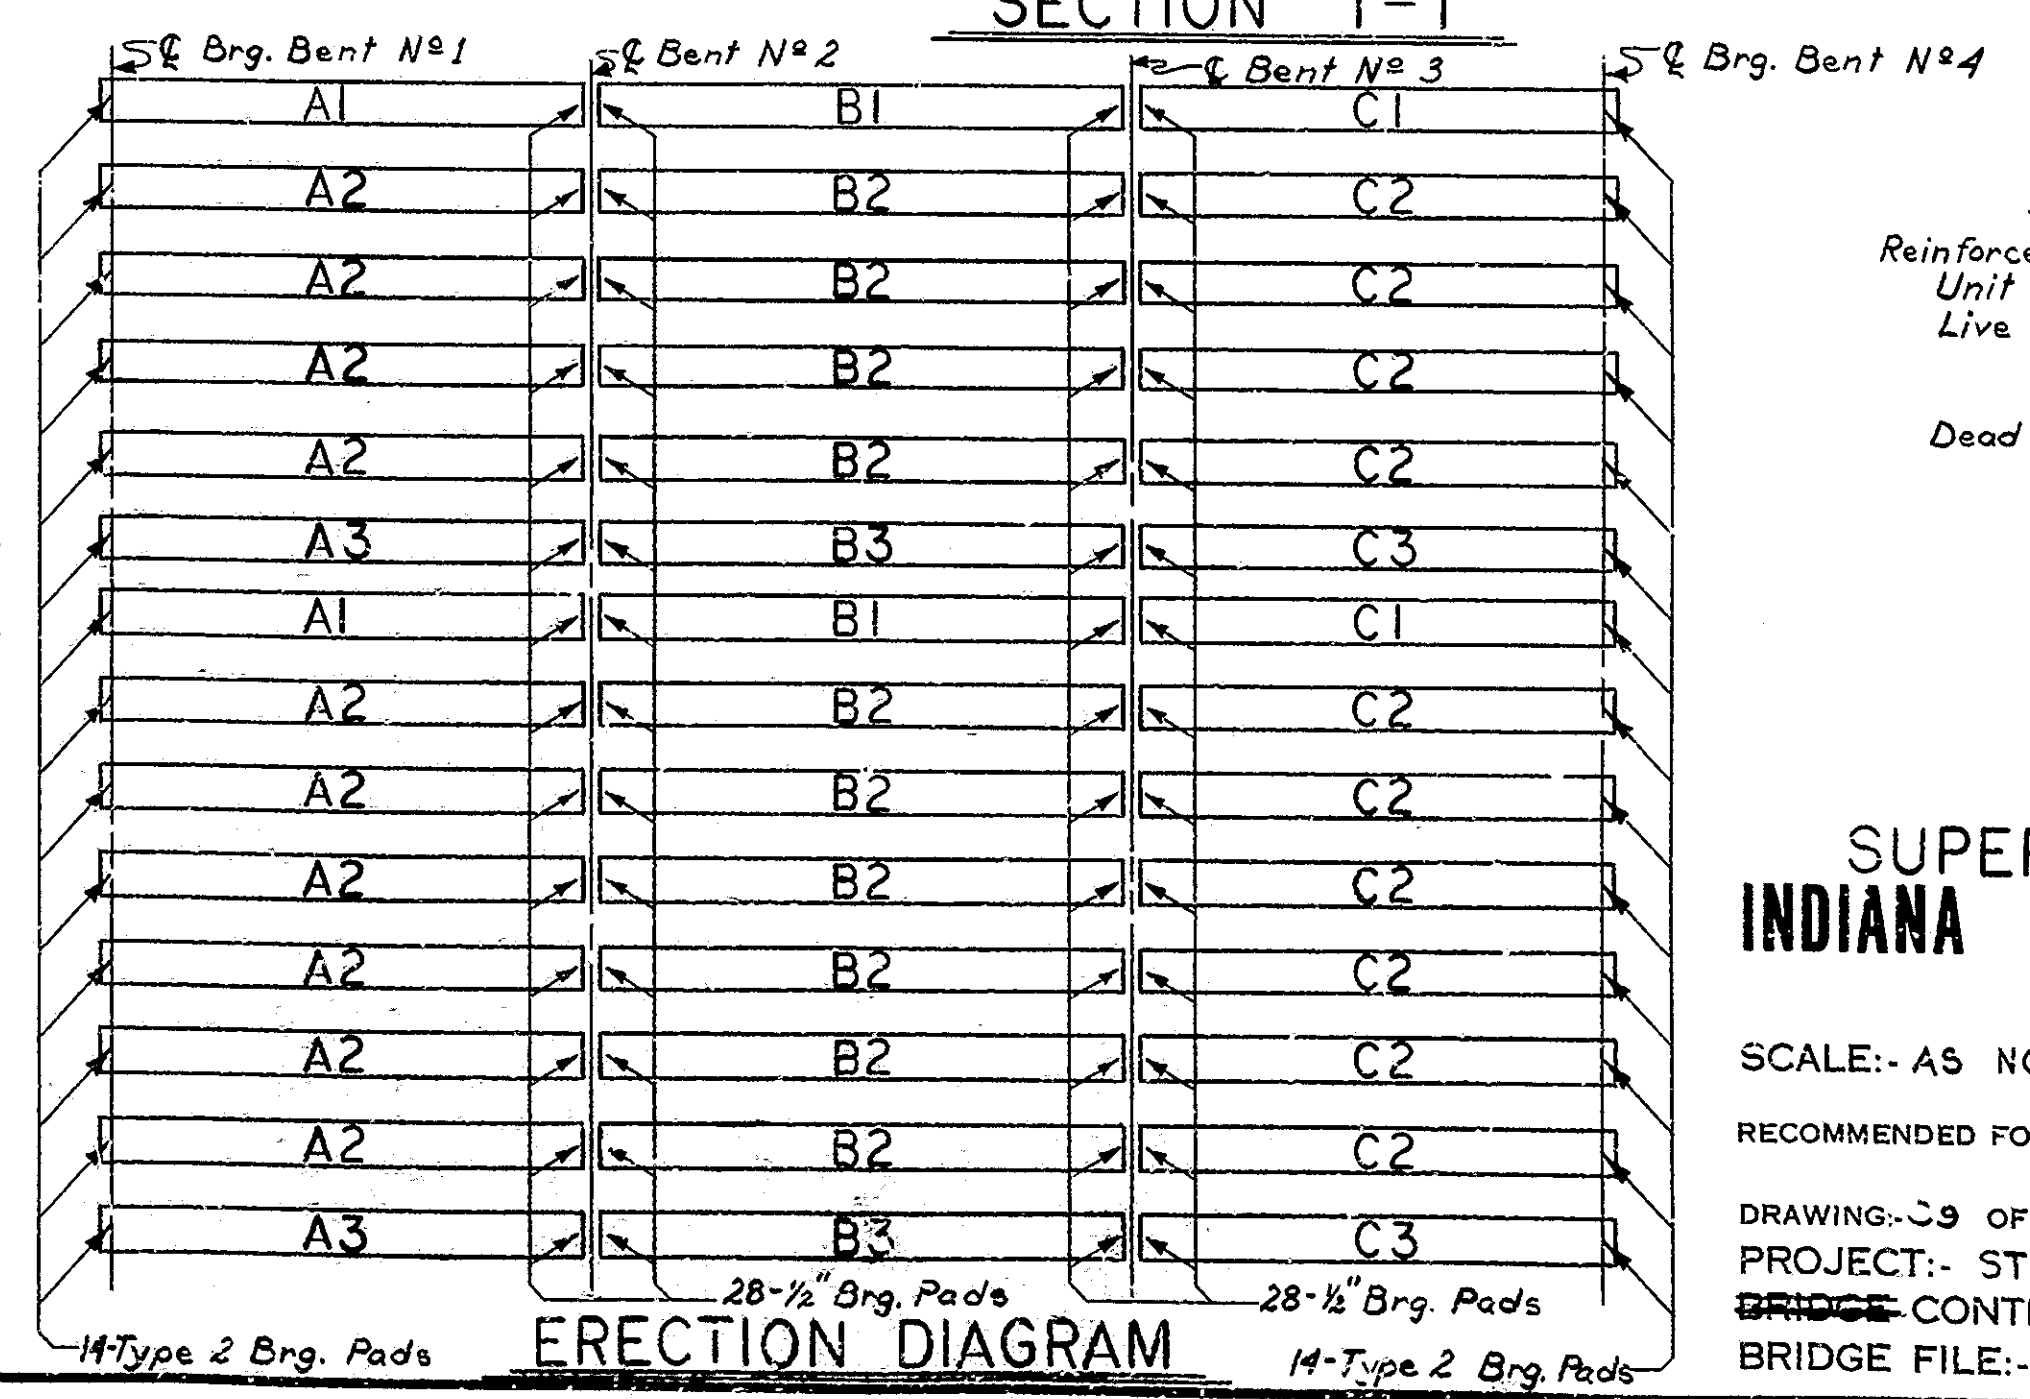 SECTION
℄ Brg. Bent Nº 1
℄ Bent Nº 2
℄ Bent Nº 3
℄ Brg. Bent Nº 4
A1 B1 C1
A2 B2 C2
A2 B2 C2
A2 B2 C2
A2 B2 C2
A3 B3 C3
A1 B1 C1
A2 B2 C2
A2 B2 C2
A2 B2 C2
A2 B2 C2
A2 B2 C2
A2 B2 C2
A3 B3 C3
28-½" Brg. Pads
28-½" Brg. Pads
14-Type 2 Brg. Pads
14-Type 2 Brg. Pads
ERECTION DIAGRAM
Reinforce
Unit
Live
Dead
SUPER
INDIANA
SCALE:- AS NO
RECOMMENDED FO
DRAWING:- OF
PROJECT:- ST
BRIDGE CONT
BRIDGE FILE:-